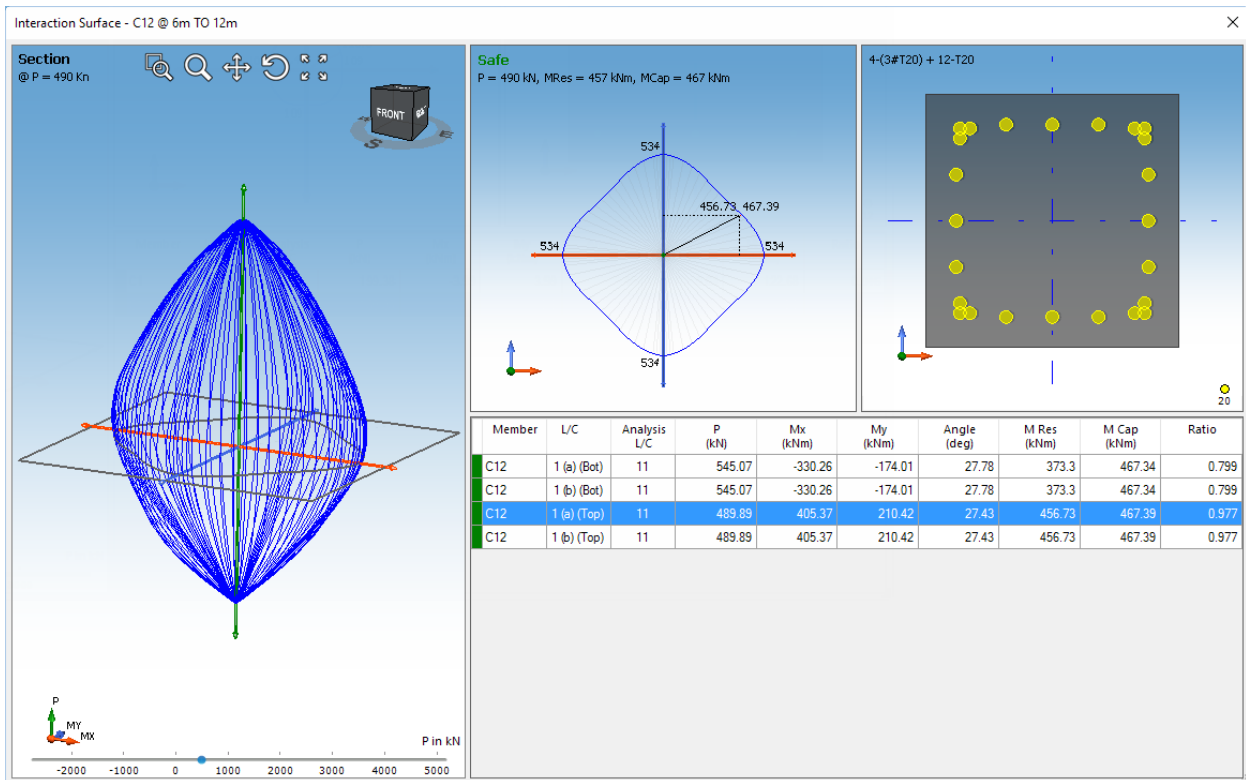 Interaction Surface - C12 @ 6m TO 12m
Section
@ P = 490 Kn
FRONT
S
E
P
MY
MX
P in kN
-2000 -1000 0 1000 2000 3000 4000 5000
Safe
P = 490 kN, MRes = 457 kNm, MCap = 467 kNm
534
456.73 467.39
534 534
534
4-(3#T20) + 12-T20
20
Member L/C Analysis L/C P (kN) Mx (kNm) My (kNm) Angle (deg) M Res (kNm) M Cap (kNm) Ratio
C12 1 (a) (Bot) 11 545.07 -330.26 -174.01 27.78 373.3 467.34 0.799
C12 1 (b) (Bot) 11 545.07 -330.26 -174.01 27.78 373.3 467.34 0.799
C12 1 (a) (Top) 11 489.89 405.37 210.42 27.43 456.73 467.39 0.977
C12 1 (b) (Top) 11 489.89 405.37 210.42 27.43 456.73 467.39 0.977